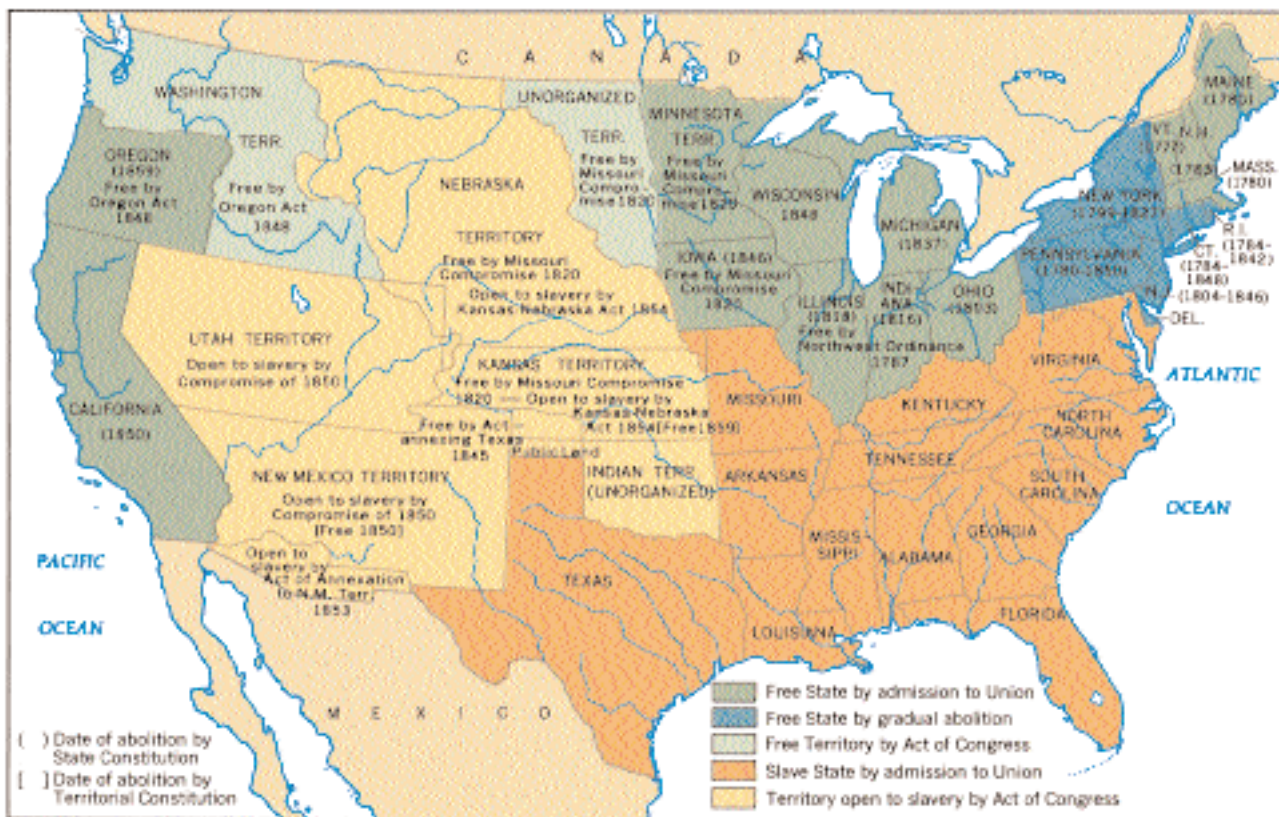 C A N A D A
WASHINGTON
TERR.
Free by
Oregon Act
1848
OREGON
(1859)
Free by
Oregon Act
1848
UNORGANIZED
TERR.
Free by
Missouri
Compro-
mise 1820
MINNESOTA
TERR.
Free by
Missouri
Compro-
mise 1820
NEBRASKA
TERRITORY
Free by Missouri
Compromise 1820
Open to slavery by
Kansas Nebraska Act 1854
WISCONSIN
1848
MICHIGAN
(1837)
IOWA (1846)
Free by Missouri
Compromise
1820
ILLINOIS
(1818)
INDI-
ANA
(1816)
OHIO
(1803)
Free by
Northwest Ordinance
1787
MAINE
VT.
(1777)
N.H.
(1783)
MASS.
(1780)
NEW YORK
(1799-1827)
R.I.
(1784-
1842)
CT.
(1784-
1848)
PENNSYLVANIA
N.J.
(1804-1846)
DEL.
UTAH TERRITORY
Open to slavery by
Compromise of 1850
KANSAS TERRITORY
Free by Missouri Compromise
1820 — Open to slavery by
Kansas-Nebraska
Act 1854 [Free 1859]
CALIFORNIA
(1850)
Free by Act
annexing Texas
1845
Public Land
NEW MEXICO TERRITORY
Open to slavery by
Compromise of 1850
[Free 1850]
INDIAN TERR.
(UNORGANIZED)
Open to
slavery by
Act of Annexation
to N.M. Terr.
1853
MISSOURI
KENTUCKY
VIRGINIA
NORTH
CAROLINA
TENNESSEE
ARKANSAS
SOUTH
CAROLINA
MISSIS-
SIPPI
ALABAMA
GEORGIA
TEXAS
LOUISIANA
FLORIDA
ATLANTIC
OCEAN
PACIFIC
OCEAN
M E X I C O
( ) Date of abolition by
State Constitution
[ ] Date of abolition by
Territorial Constitution
Free State by admission to Union
Free State by gradual abolition
Free Territory by Act of Congress
Slave State by admission to Union
Territory open to slavery by Act of Congress